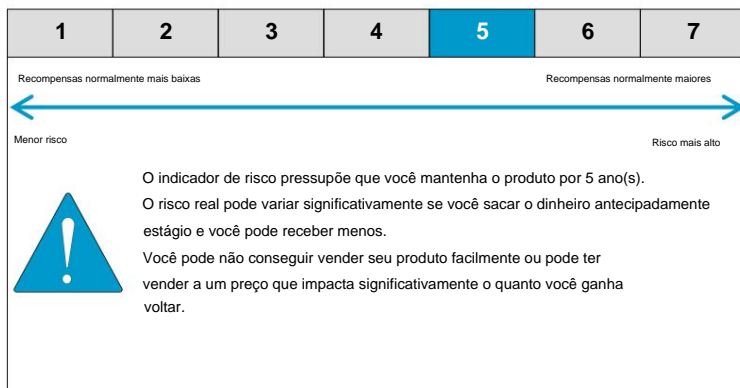 1 2 3 4 5 6 7
Recompensas normalmente mais baixas Recompensas normalmente maiores
Menor risco Risco mais alto
O indicador de risco pressupõe que você mantenha o produto por 5 ano(s).
O risco real pode variar significativamente se você sacar o dinheiro antecipadamente
estágio e você pode receber menos.
Você pode não conseguir vender seu produto facilmente ou pode ter
vender a um preço que impacta significativamente o quanto você ganha
voltar.